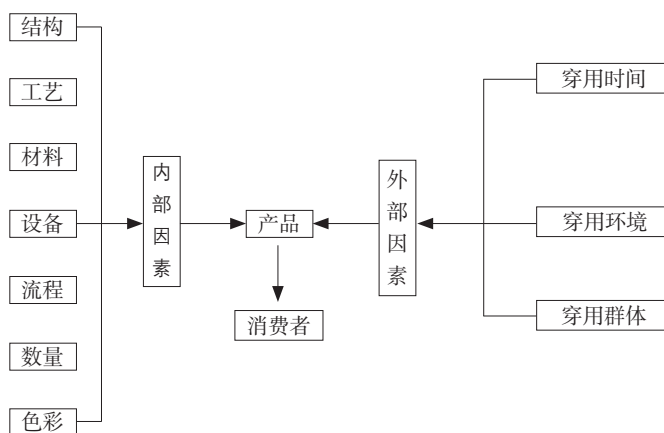 结构
工艺
材料
设备
流程
数量
色彩
内部因素
产品
消费者
外部因素
穿用时间
穿用环境
穿用群体